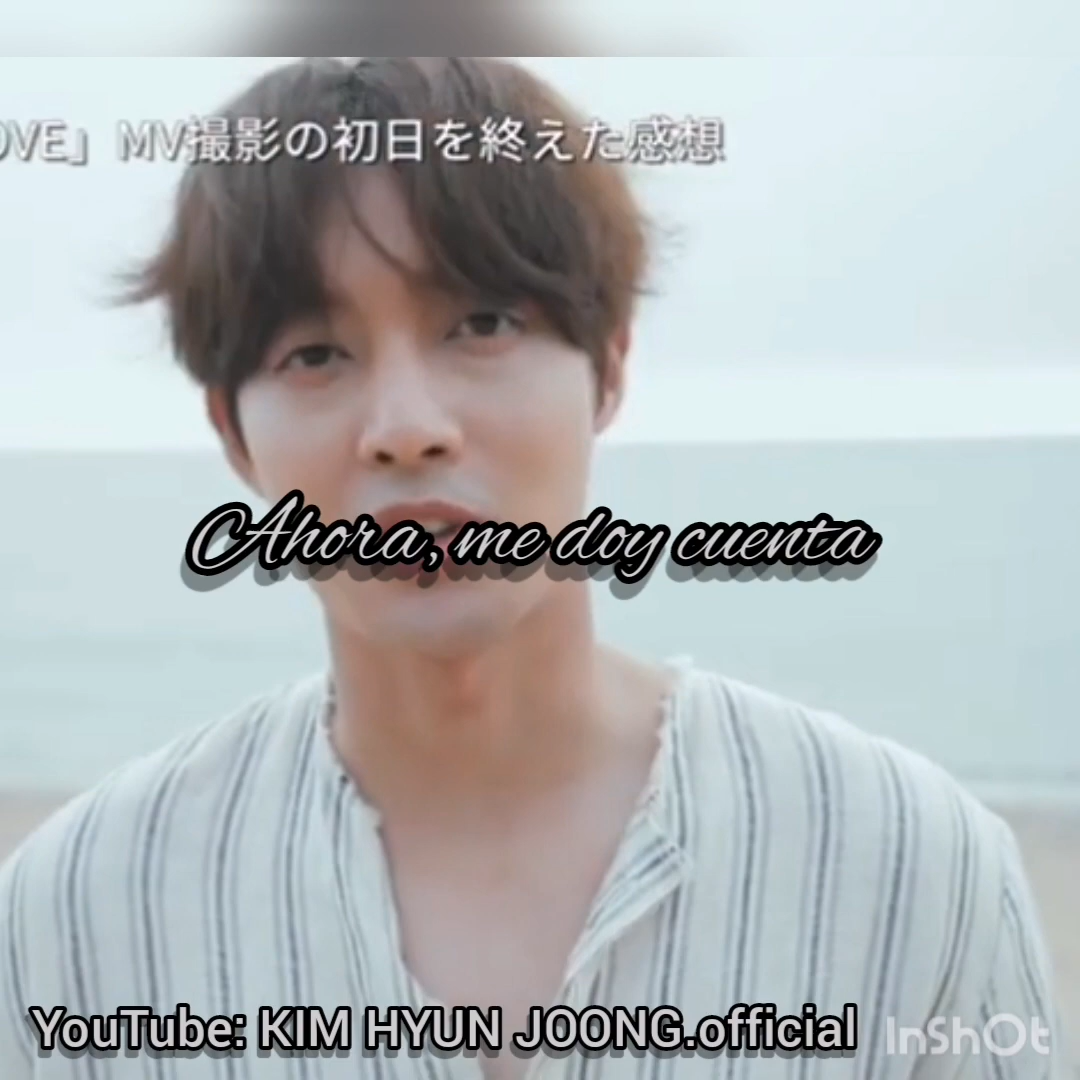 OVE」MV撮影の初日を終えた感想
Ahora, me doy cuenta
YouTube: KIM HYUN JOONG.official
InShOt